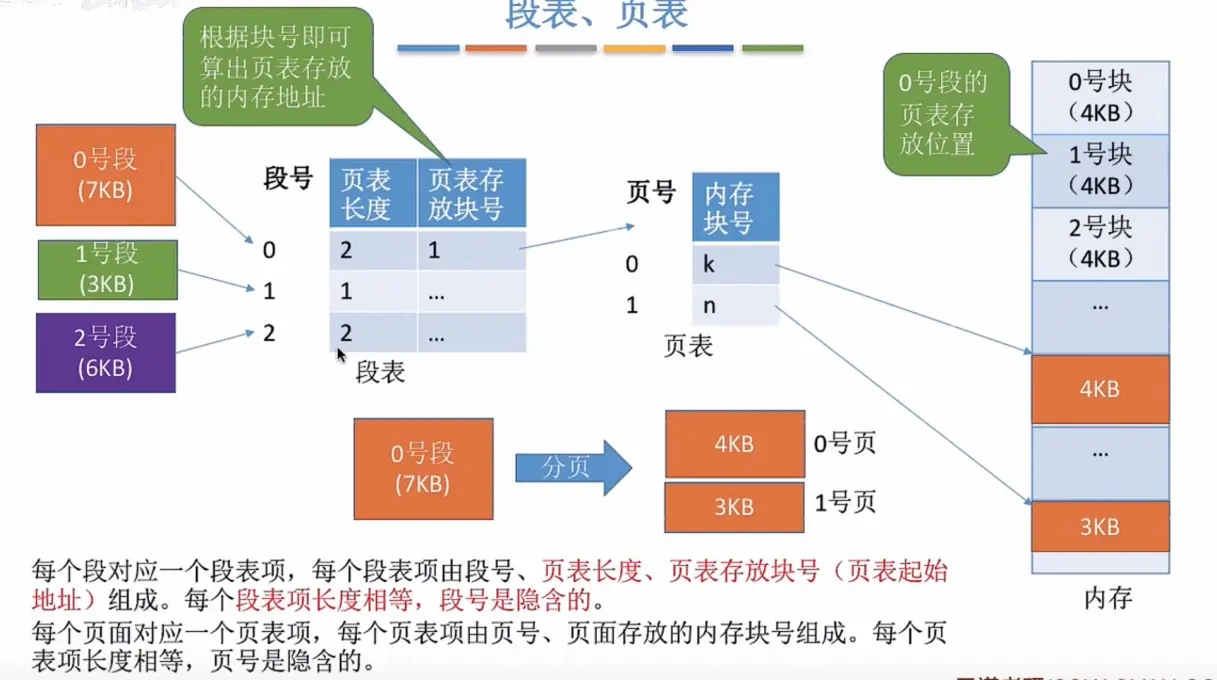 段表、页表
根据块号即可
算出页表存放
的内存地址
0号段
(7KB)
1号段
(3KB)
2号段
(6KB)
段号
页表
长度
页表存
放块号
0
2
1
1
1
...
2
2
...
段表
页号
内存
块号
0
k
1
n
页表
0号段的
页表存
放位置
0号块
（4KB）
1号块
（4KB）
2号块
（4KB）
...
4KB
...
3KB
内存
0号段
(7KB)
分页
4KB
0号页
3KB
1号页
每个段对应一个段表项，每个段表项由段号、页表长度、页表存放块号（页表起始
地址）组成。每个段表项长度相等，段号是隐含的。
每个页面对应一个页表项，每个页表项由页号、页面存放的内存块号组成。每个页
表项长度相等，页号是隐含的。